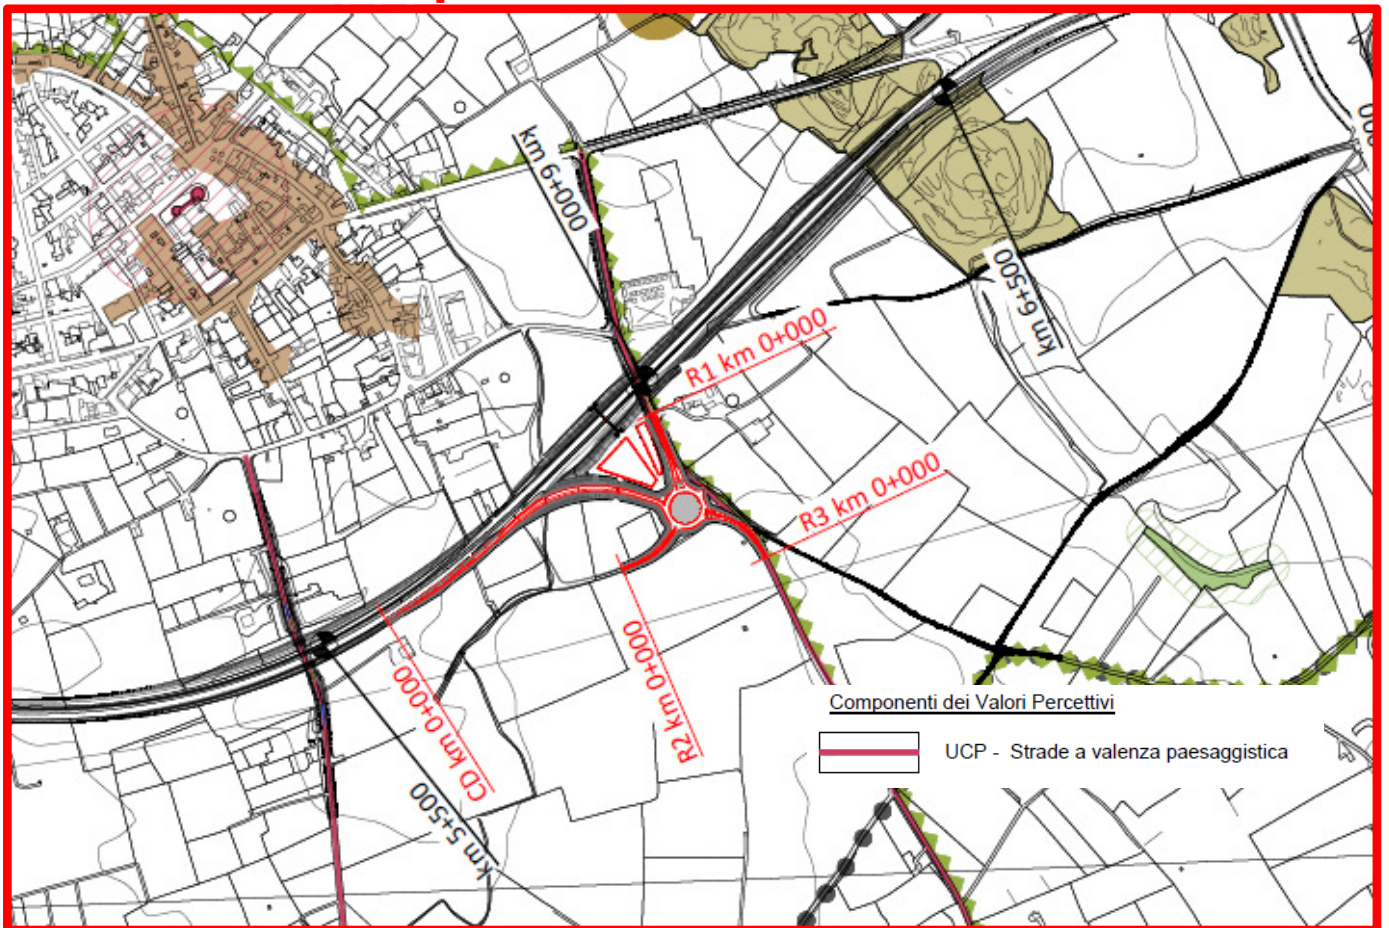 km 6+000
km 6+500
R1 km 0+000
R3 km 0+000
R2 km 0+000
CD km 0+000
km 5+500
Componenti dei Valori Percettivi
UCP - Strade a valenza paesaggistica